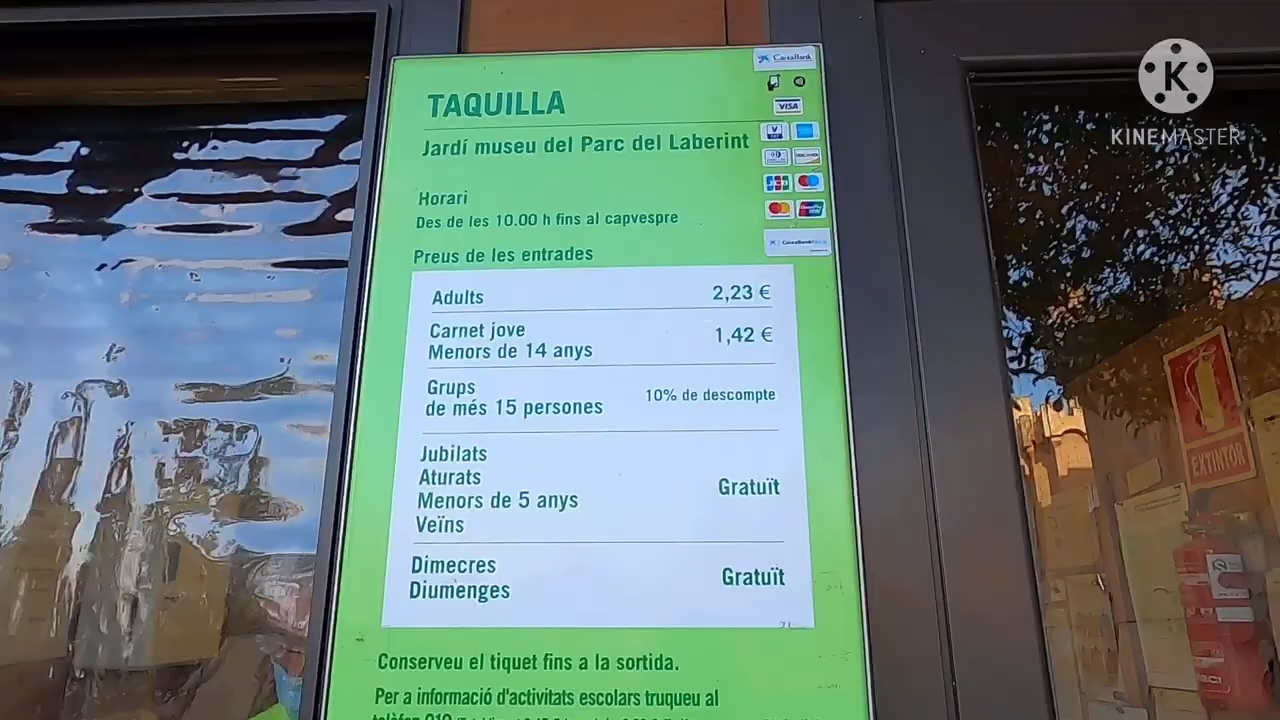 TAQUILLA
Jardí museu del Parc del Laberint
Horari
Des de les 10.00 h fins al capvespre
Preus de les entrades
Adults 2,23 €
Carnet jove
Menors de 14 anys 1,42 €
Grups
de més 15 persones 10% de descompte
Jubilats
Aturats
Menors de 5 anys
Veïns
Gratuït
Dimecres
Diumenges
Gratuït
Conserveu el tiquet fins a la sortida.
Per a informació d'activitats escolars truqueu al
telèfon 010
CaixaBank
VISA
JCB
K
KINEMASTER
EXTINTOR